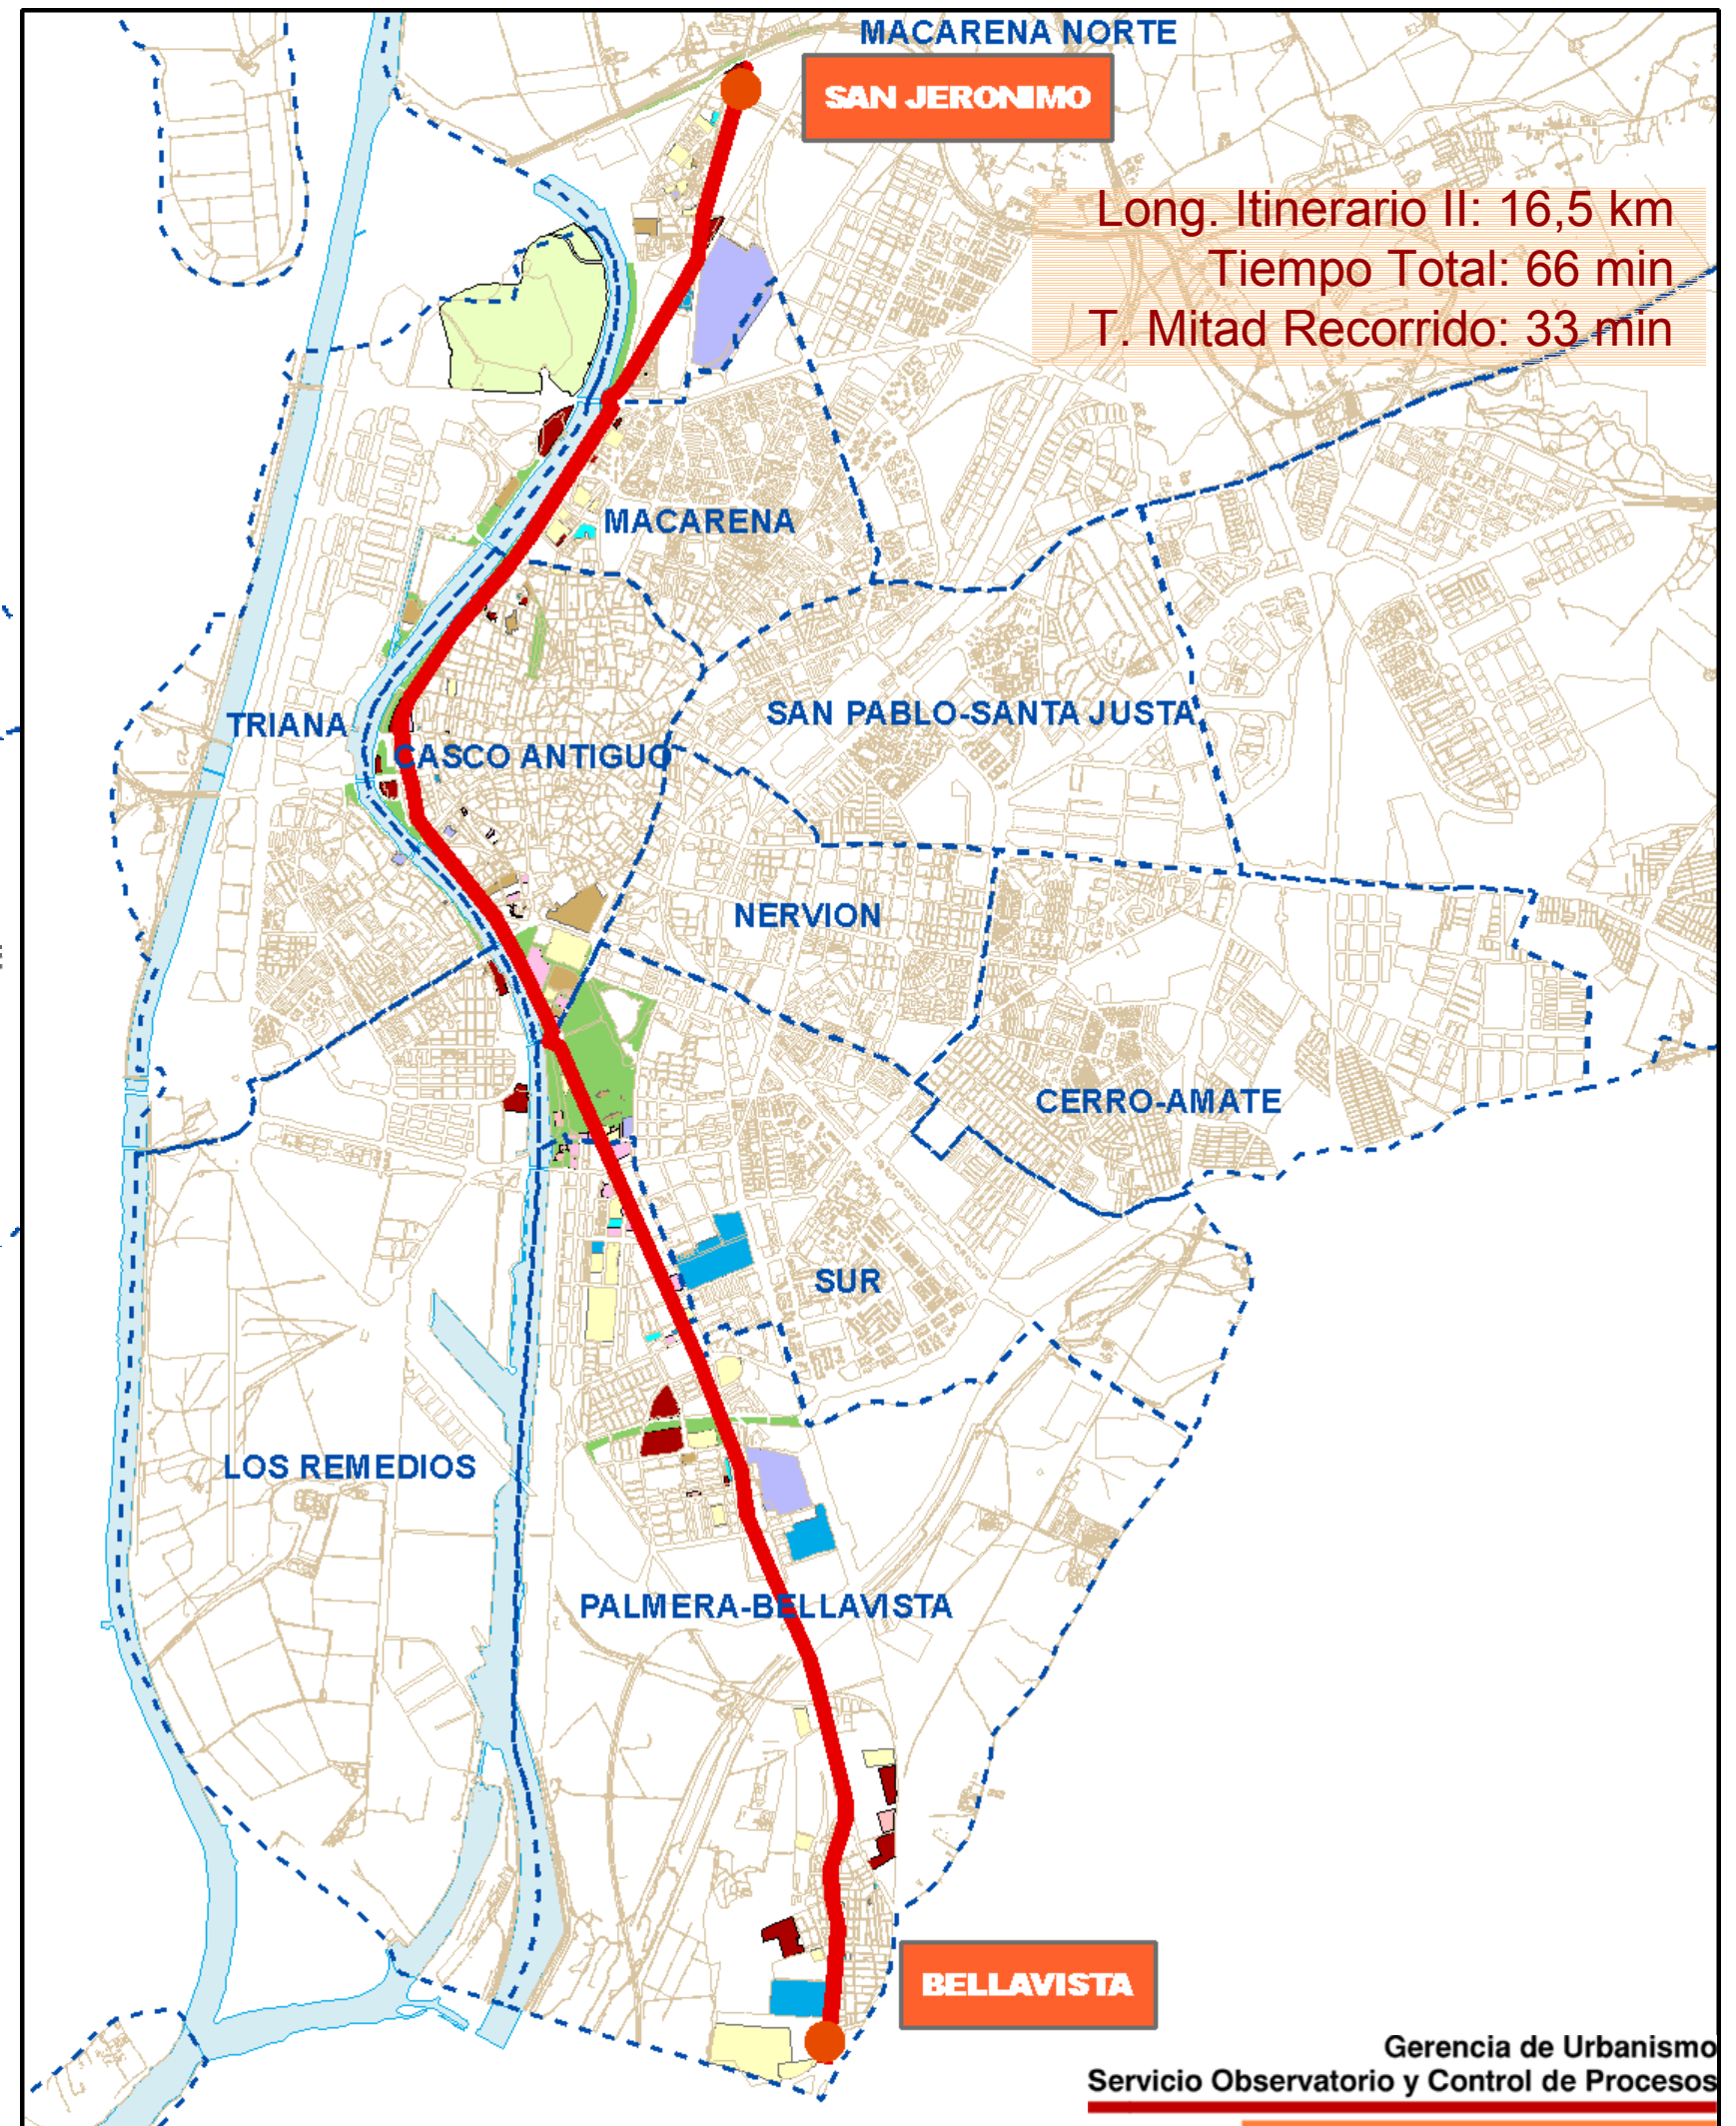 MACARENA NORTE
SAN JERONIMO
Long. Itinerario II: 16,5 km
Tiempo Total: 66 min
T. Mitad Recorrido: 33 min
MACARENA
SAN PABLO-SANTA JUSTA
TRIANA
CASCO ANTIGUO
NERVION
CERRO-AMATE
SUR
LOS REMEDIOS
PALMERA-BELLAVISTA
BELLAVISTA
Gerencia de Urbanismo
Servicio Observatorio y Control de Procesos